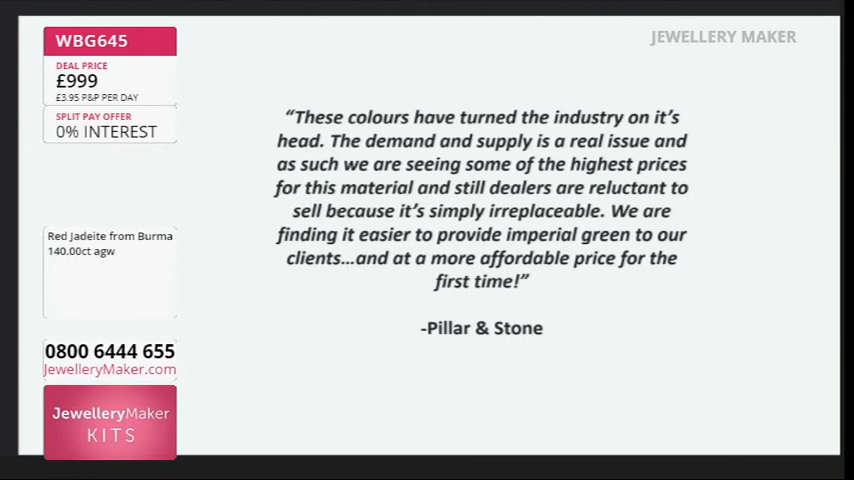 WBG645
DEAL PRICE
£999
£3.95 P&P PER DAY
SPLIT PAY OFFER
0% INTEREST
Red Jadeite from Burma
140.00ct agw
0800 6444 655
JewelleryMaker.com
JewelleryMaker
KITS
JEWELLERY MAKER
“These colours have turned the industry on it’s
head. The demand and supply is a real issue and
as such we are seeing some of the highest prices
for this material and still dealers are reluctant to
sell because it’s simply irreplaceable. We are
finding it easier to provide imperial green to our
clients...and at a more affordable price for the
first time!”
-Pillar & Stone